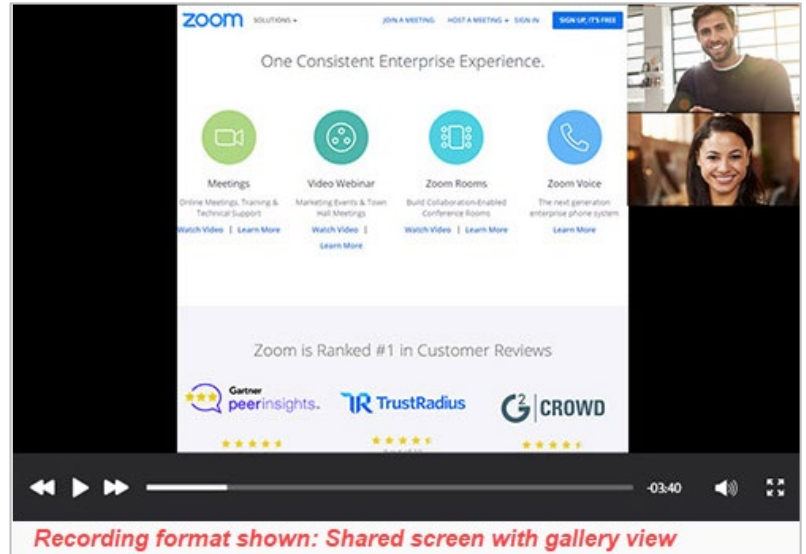 zoom SOLUTIONS JOIN A MEETING HOST A MEETING SIGN IN SIGN UP, IT'S FREE
One Consistent Enterprise Experience.
Meetings
Online Meetings, Training &
Technical Support
Watch Video | Learn More
Video Webinar
Marketing Events & Town
Hall Meetings
Watch Video |
Learn More
Zoom Rooms
Build Collaboration-Enabled
Conference Rooms
Watch Video | Learn More
Zoom Voice
The next generation
enterprise phone system
Learn More
Zoom is Ranked #1 in Customer Reviews
Gartner
peerinsights.
TR TrustRadius
G2 | CROWD
-03:40
Recording format shown: Shared screen with gallery view